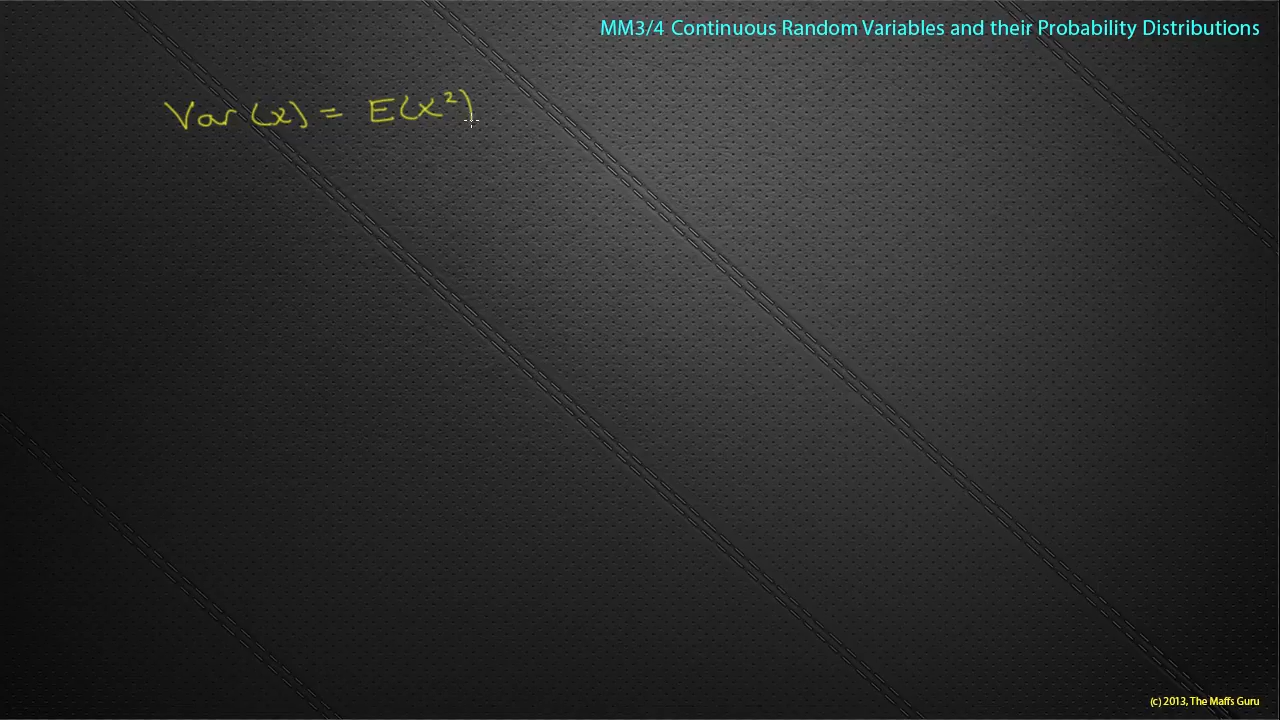 MM3/4 Continuous Random Variables and their Probability Distributions
Var (x) = E(X²)
(c) 2013, The Maffs Guru